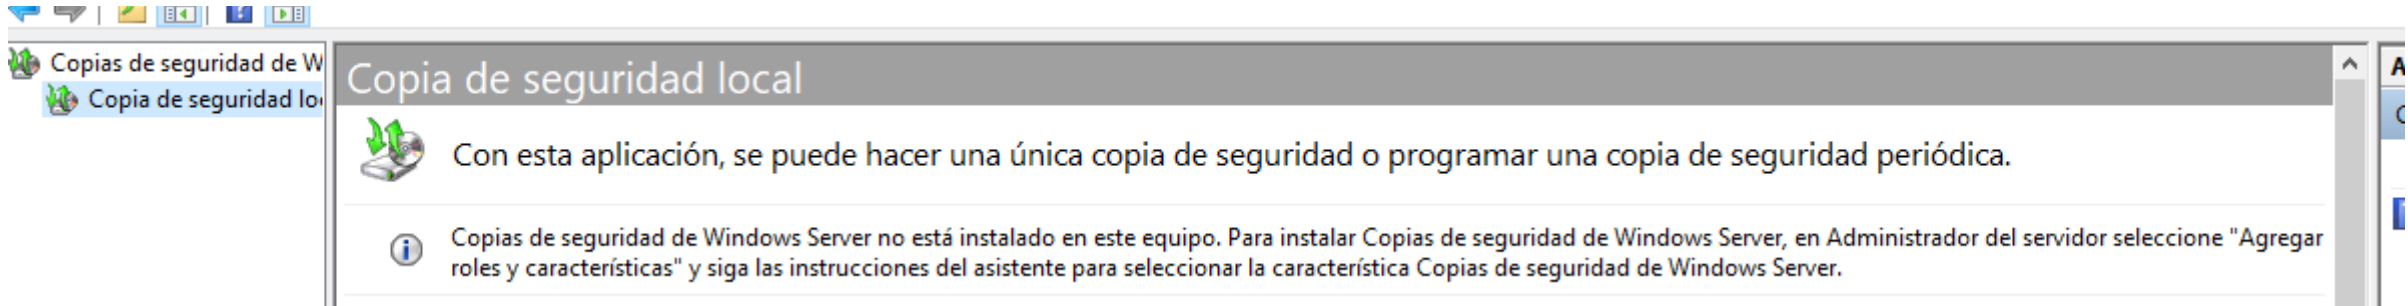 Copias de seguridad de W
Copia de seguridad lo
Copia de seguridad local
Con esta aplicación, se puede hacer una única copia de seguridad o programar una copia de seguridad periódica.
Copias de seguridad de Windows Server no está instalado en este equipo. Para instalar Copias de seguridad de Windows Server, en Administrador del servidor seleccione "Agregar
roles y características" y siga las instrucciones del asistente para seleccionar la característica Copias de seguridad de Windows Server.
A